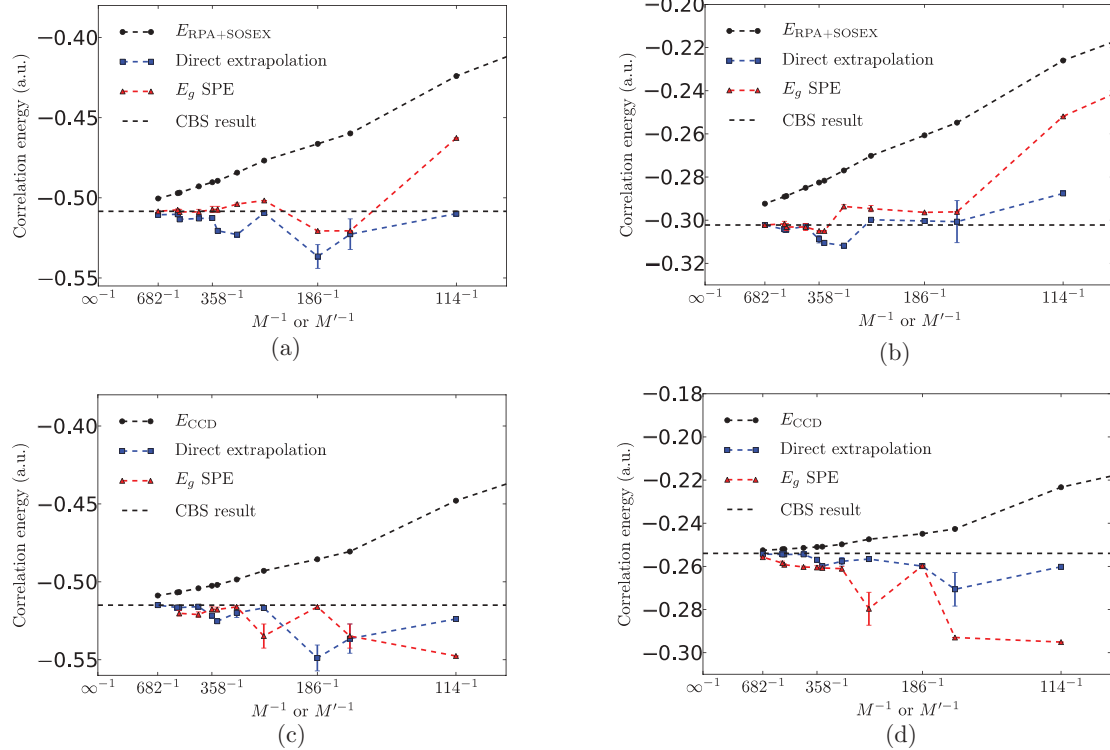 −0.40
−0.45
−0.50
−0.55
Correlation energy (a.u.)
E_RPA+SOSEX
Direct extrapolation
E_g SPE
CBS result
∞⁻¹ 682⁻¹ 358⁻¹ 186⁻¹ 114⁻¹
M⁻¹ or M′⁻¹
(a)
−0.20
−0.22
−0.24
−0.26
−0.28
−0.30
−0.32
Correlation energy (a.u.)
E_RPA+SOSEX
Direct extrapolation
E_g SPE
CBS result
∞⁻¹ 682⁻¹ 358⁻¹ 186⁻¹ 114⁻¹
M⁻¹ or M′⁻¹
(b)
−0.40
−0.45
−0.50
−0.55
Correlation energy (a.u.)
E_CCD
Direct extrapolation
E_g SPE
CBS result
∞⁻¹ 682⁻¹ 358⁻¹ 186⁻¹ 114⁻¹
M⁻¹ or M′⁻¹
(c)
−0.18
−0.20
−0.22
−0.24
−0.26
−0.28
−0.30
Correlation energy (a.u.)
E_CCD
Direct extrapolation
E_g SPE
CBS result
∞⁻¹ 682⁻¹ 358⁻¹ 186⁻¹ 114⁻¹
M⁻¹ or M′⁻¹
(d)